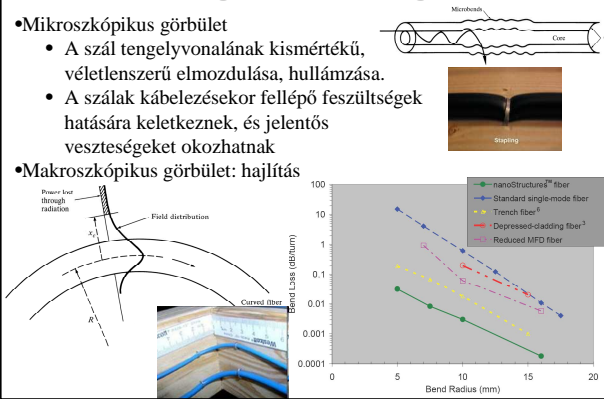 •Mikroszkópikus görbület
• A szál tengelyvonalának kismértékű,
véletlenszerű elmozdulása, hullámzása.
• A szálak kábelezésekor fellépő feszültségek
hatására keletkeznek, és jelentős
veszteségeket okozhatnak
•Makroszkópikus görbület: hajlítás
Microbends
Core
Stapling
Power lost
through
radiation
Field distribution
x
R
Curved fiber
Bend Loss (dB/turn)
100
10
1
0.1
0.01
0.001
0.0001
0
5
10
15
20
Bend Radius (mm)
nanoStructures™ fiber
Standard single-mode fiber
Trench fiber⁶
Depressed-cladding fiber³
Reduced MFD fiber